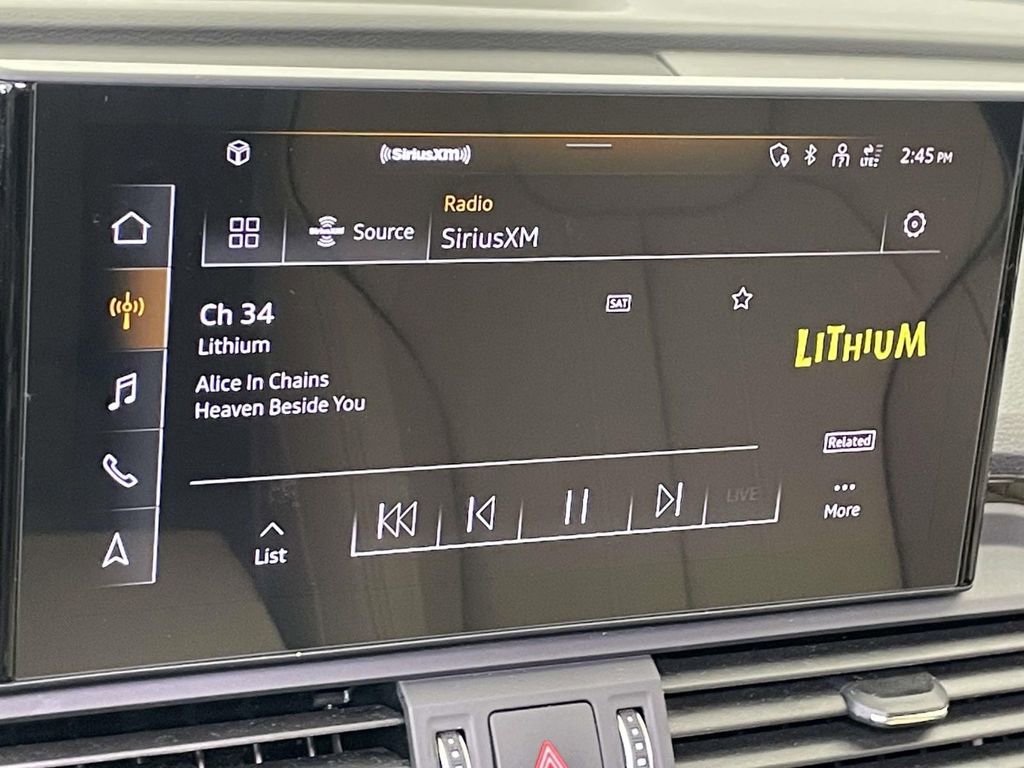 SiriusXM
LTE
2:45 PM
Radio
Source
SiriusXM
Ch 34
SAT
Lithium
LITHIUM
Alice In Chains
Heaven Beside You
Related
LIVE
More
List